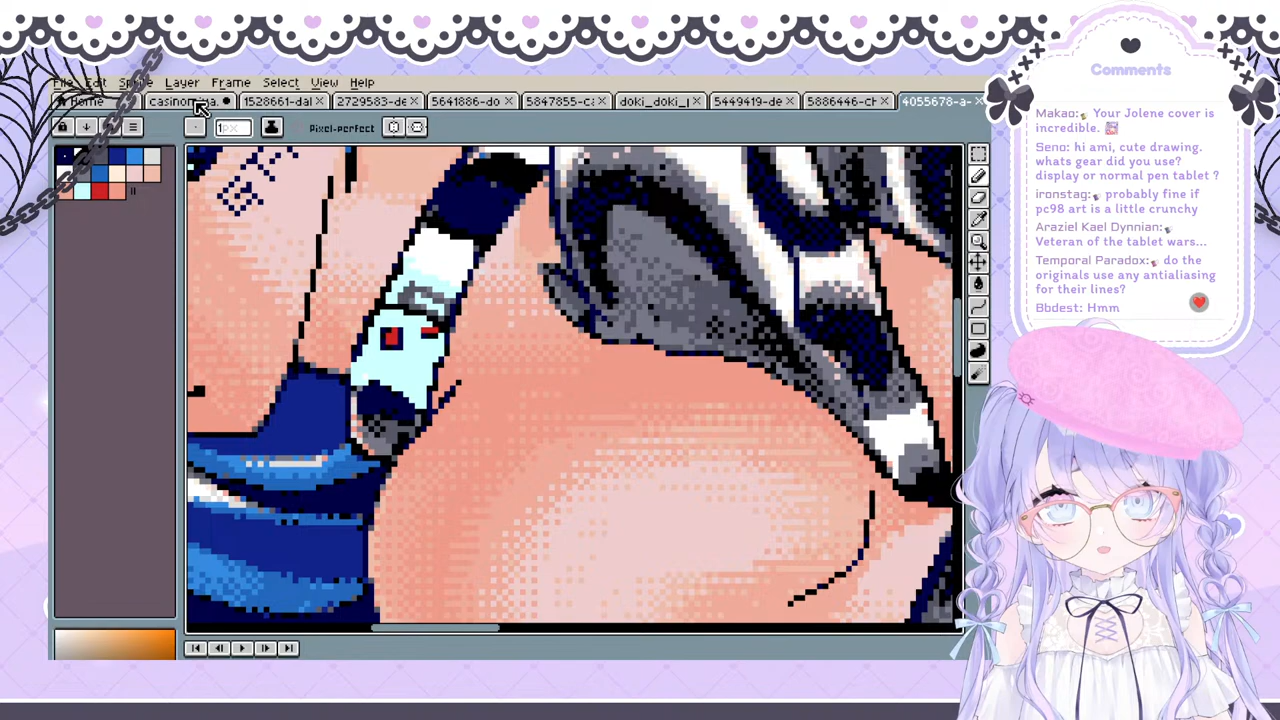 File Edit Sprite Layer Frame Select View Help
Home casinom 1528661-dal 2729583-de 5641886-do 5847855-ca doki_doki_ 5449419-de 5886446-ch 4055678-a-
1px Pixel-perfect
Comments
Makao: Your Jolene cover is
incredible.
Seno: hi ami, cute drawing.
whats gear did you use?
display or normal pen tablet ?
ironstag: probably fine if
pc98 art is a little crunchy
Araziel Kael Dynnian:
Veteran of the tablet wars...
Temporal Paradox: do the
originals use any antialiasing
for their lines?
Bbdest: Hmm